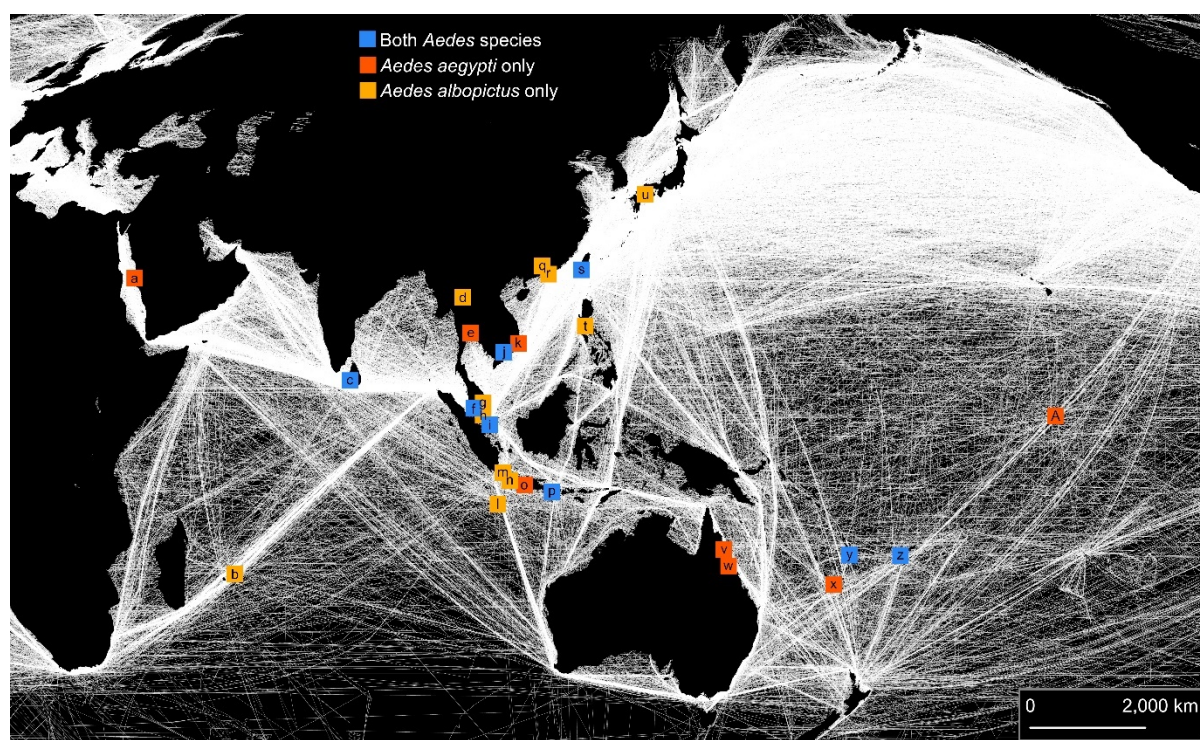 Both Aedes species
Aedes aegypti only
Aedes albopictus only
u
q
r
s
a
d
t
e
k
j
c
g
f
h
i
A
m
n
o
p
l
v
y
z
w
b
x
0 2,000 km